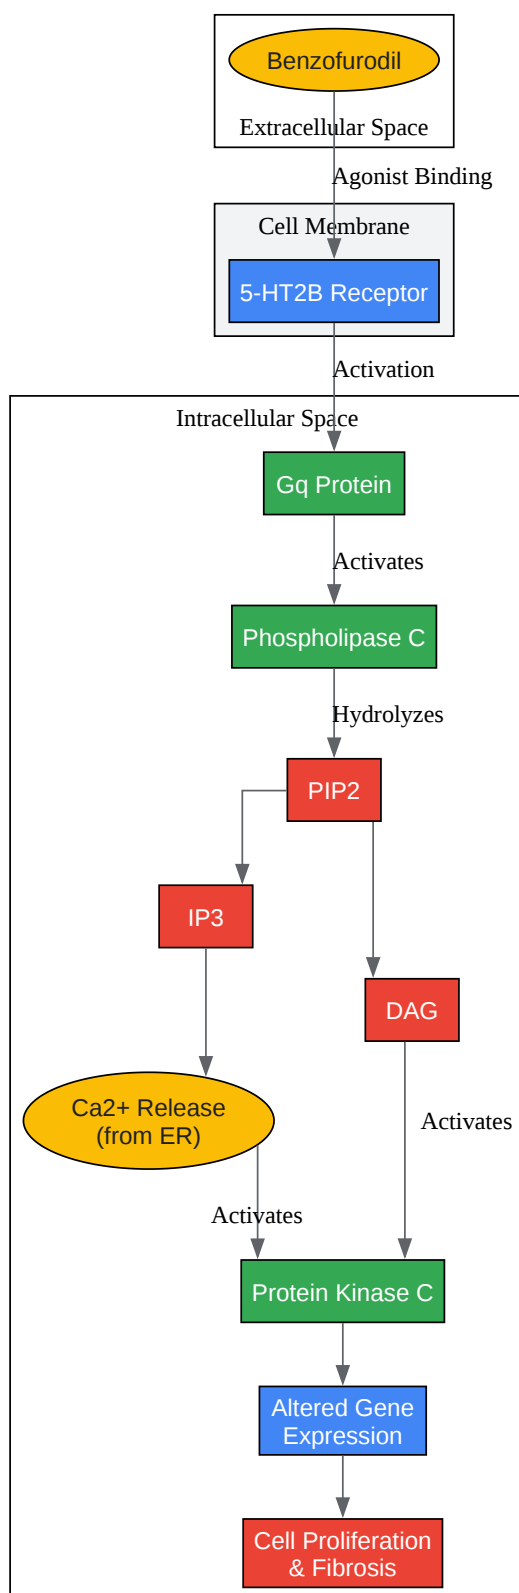 Benzofurodil
Extracellular Space
Agonist Binding
Cell Membrane
5-HT2B Receptor
Activation
Intracellular Space
Gq Protein
Activates
Phospholipase C
Hydrolyzes
PIP2
IP3
DAG
Ca2+ Release
(from ER)
Activates
Activates
Protein Kinase C
Altered Gene
Expression
Cell Proliferation
& Fibrosis